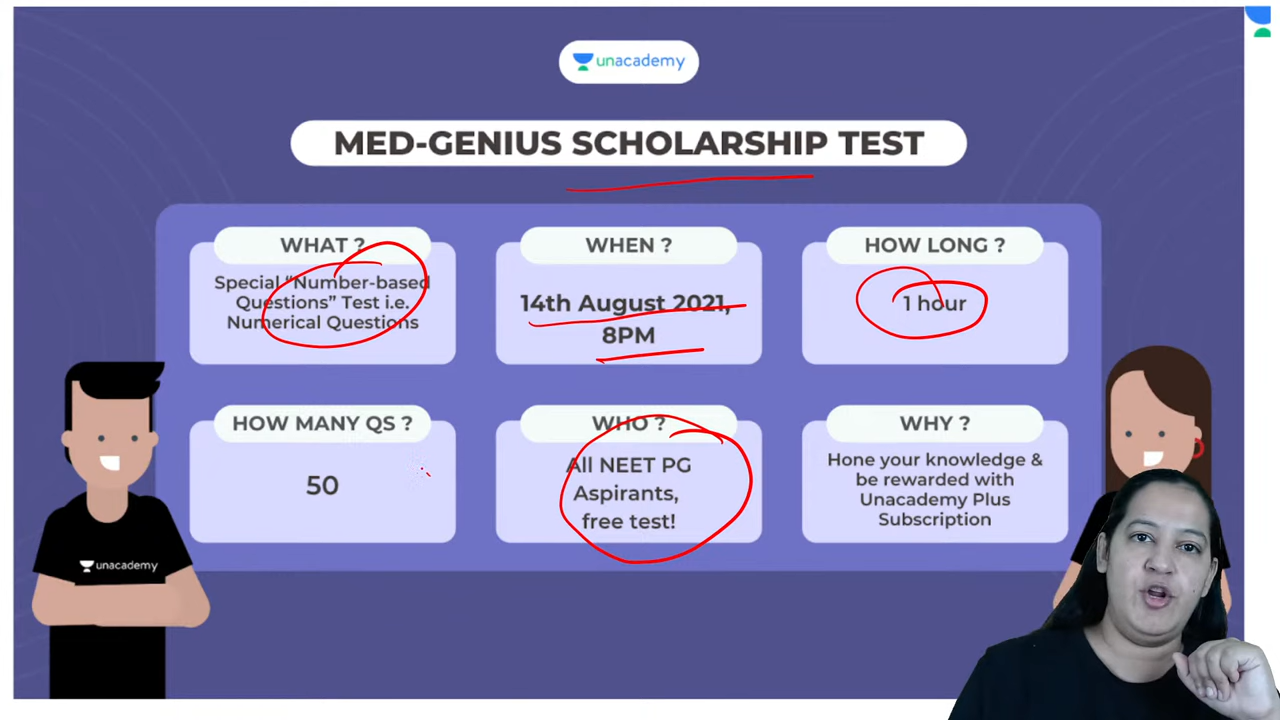 unacademy
MED-GENIUS SCHOLARSHIP TEST
WHAT ?
Special “Number-based
Questions” Test i.e.
Numerical Questions
WHEN ?
14th August 2021,
8PM
HOW LONG ?
1 hour
HOW MANY QS ?
50
WHO ?
All NEET PG
Aspirants,
free test!
WHY ?
Hone your knowledge &
be rewarded with
Unacademy Plus
Subscription
unacademy